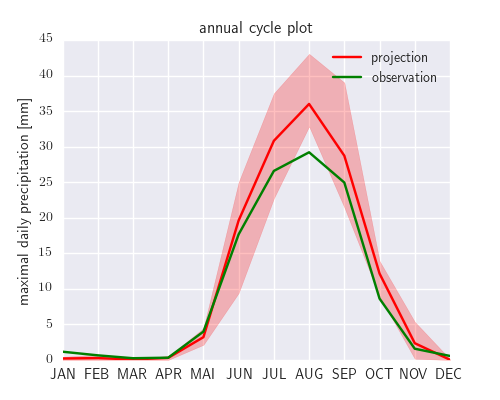 annual cycle plot
projection
observation
maximal daily precipitation [mm]
45
40
35
30
25
20
15
10
5
0
JAN FEB MAR APR MAI JUN JUL AUG SEP OCT NOV DEC